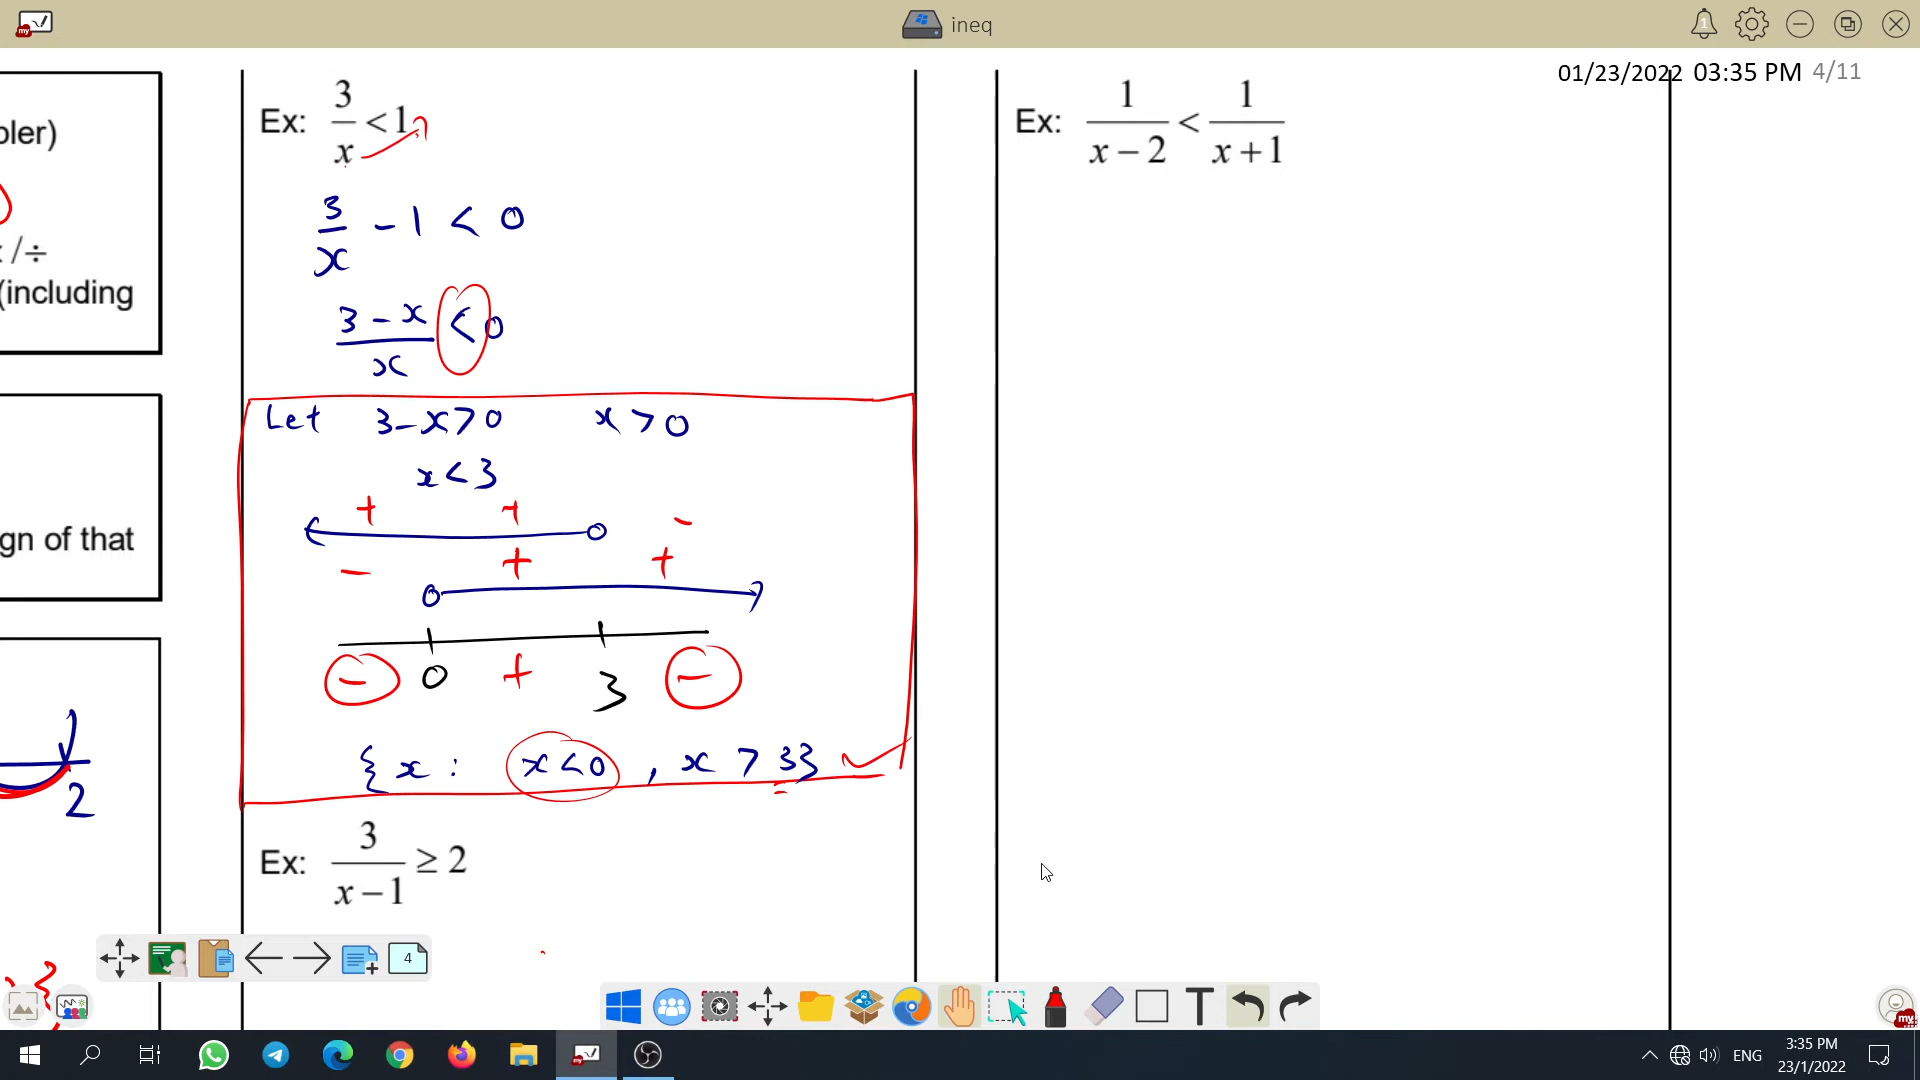 ineq
01/23/2022 03:35 PM 4/11
oler)
/÷
(including
gn of that
2
Ex: 3/x < 1
3/x - 1 < 0
(3 - x)/x < 0
Let 3-x>0 x>0
x<3
+ + -
- + +
- 0 + 3 -
{x: x<0, x>3}
Ex: 3/(x-1) ≥ 2
Ex: 1/(x-2) < 1/(x+1)
4
T
ENG
3:35 PM
23/1/2022